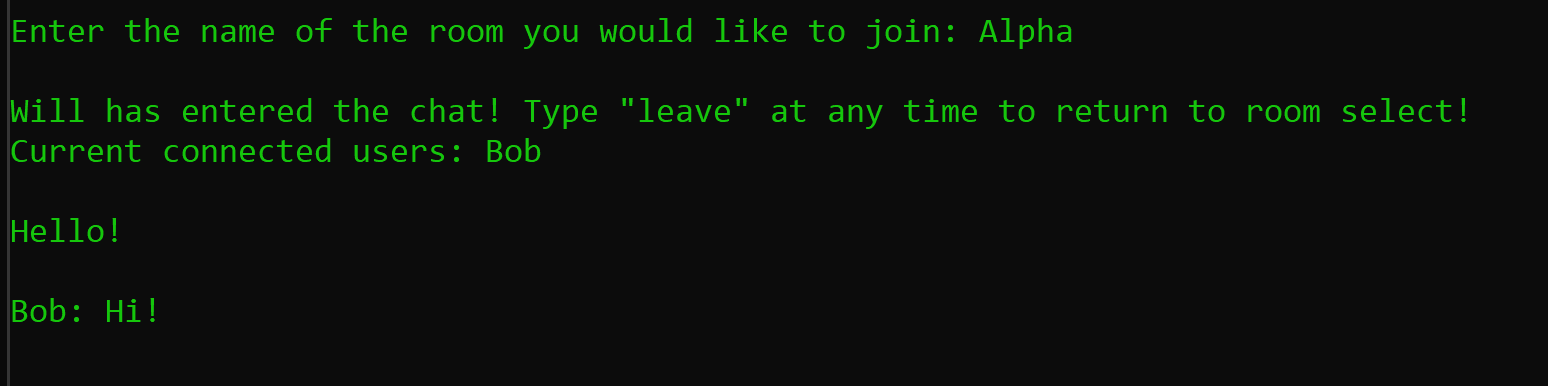 Enter the name of the room you would like to join: Alpha
Will has entered the chat! Type "leave" at any time to return to room select!
Current connected users: Bob
Hello!
Bob: Hi!